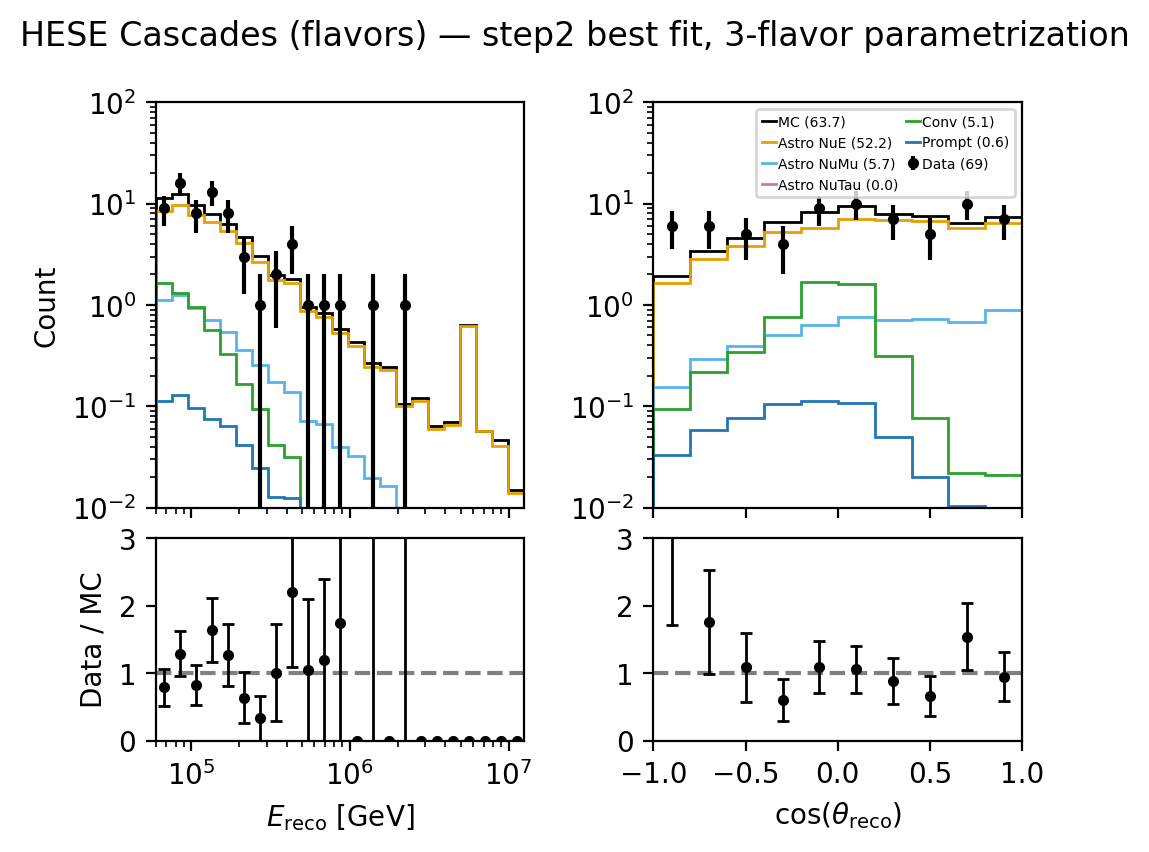 HESE Cascades (flavors) — step2 best fit, 3-flavor parametrization
10²
10¹
10⁰
10⁻¹
10⁻²
Count
10²
10¹
10⁰
10⁻¹
10⁻²
MC (63.7)
Astro NuE (52.2)
Astro NuMu (5.7)
Astro NuTau (0.0)
Conv (5.1)
Prompt (0.6)
Data (69)
3
2
1
0
Data / MC
10⁵
10⁶
10⁷
E_reco [GeV]
3
2
1
0
−1.0
−0.5
0.0
0.5
1.0
cos(θ_reco)